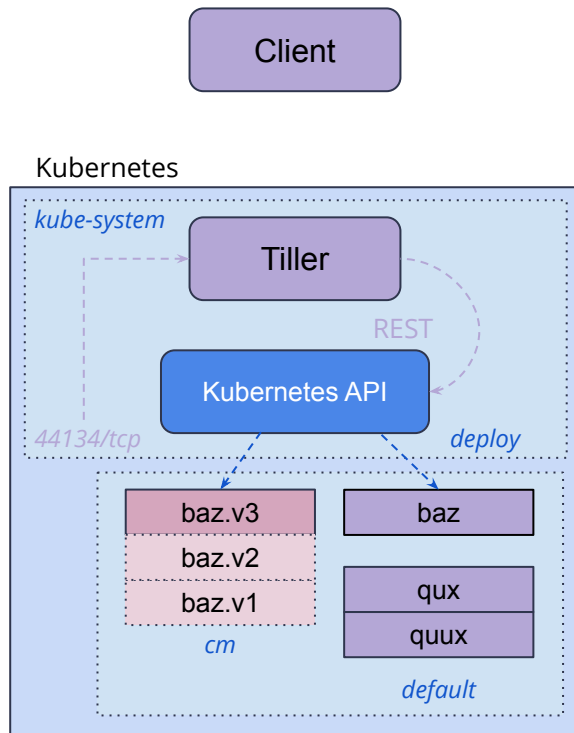 Client
Kubernetes
kube-system
Tiller
REST
Kubernetes API
44134/tcp
deploy
baz.v3
baz
baz.v2
qux
baz.v1
quux
cm
default